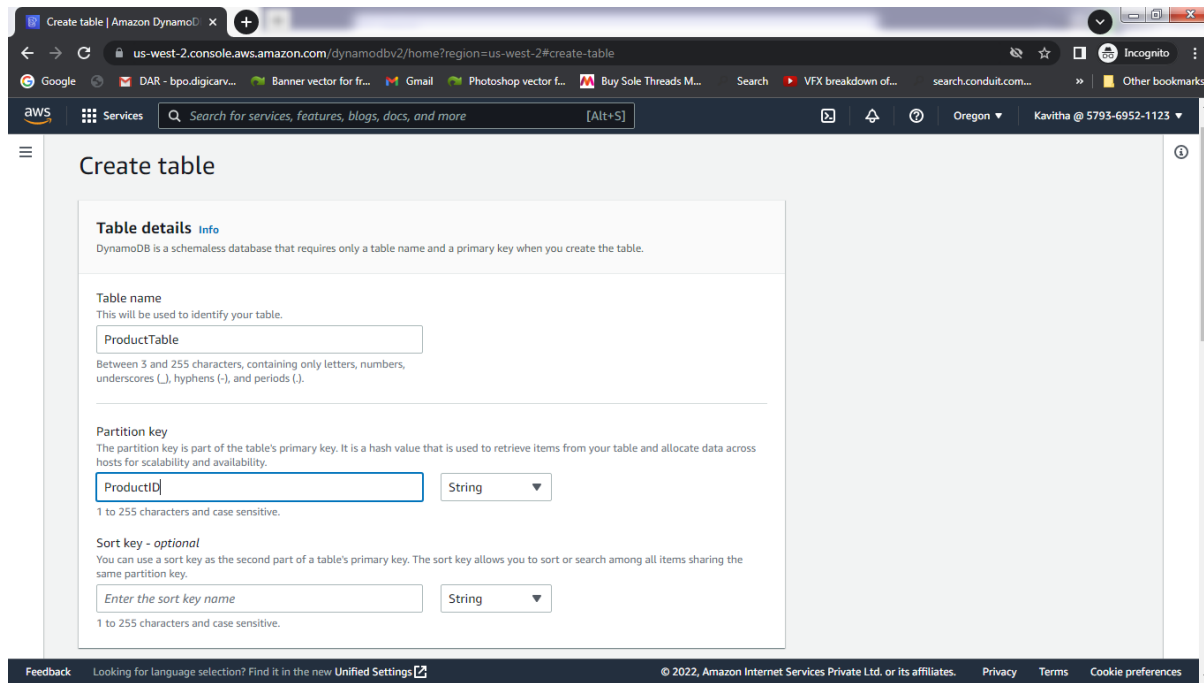 Create table | Amazon DynamoD
us-west-2.console.aws.amazon.com/dynamodbv2/home?region=us-west-2#create-table
Incognito
Google
DAR - bpo.digicarv...
Banner vector for fr...
Gmail
Photoshop vector f...
Buy Sole Threads M...
Search
VFX breakdown of...
search.conduit.com...
»
Other bookmarks
aws
Services
Search for services, features, blogs, docs, and more
[Alt+S]
Oregon
Kavitha @ 5793-6952-1123
Create table
Table details Info
DynamoDB is a schemaless database that requires only a table name and a primary key when you create the table.
Table name
This will be used to identify your table.
ProductTable
Between 3 and 255 characters, containing only letters, numbers,
underscores (_), hyphens (-), and periods (.).
Partition key
The partition key is part of the table's primary key. It is a hash value that is used to retrieve items from your table and allocate data across
hosts for scalability and availability.
ProductID
String
1 to 255 characters and case sensitive.
Sort key - optional
You can use a sort key as the second part of a table's primary key. The sort key allows you to sort or search among all items sharing the
same partition key.
Enter the sort key name
String
1 to 255 characters and case sensitive.
Feedback
Looking for language selection? Find it in the new Unified Settings
© 2022, Amazon Internet Services Private Ltd. or its affiliates.
Privacy
Terms
Cookie preferences